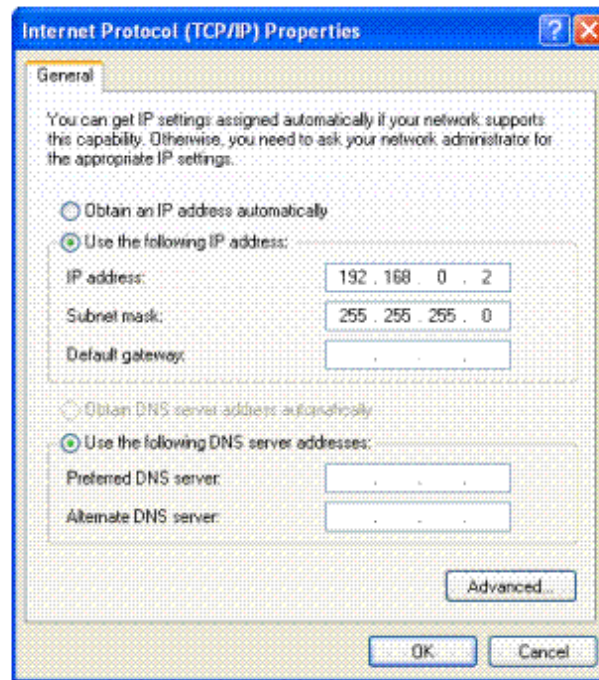 Internet Protocol (TCP/IP) Properties
General
You can get IP settings assigned automatically if your network supports
this capability. Otherwise, you need to ask your network administrator for
the appropriate IP settings.
Obtain an IP address automatically
Use the following IP address:
IP address: 192 . 168 . 0 . 2
Subnet mask: 255 . 255 . 255 . 0
Default gateway: . . .
Obtain DNS server address automatically
Use the following DNS server addresses:
Preferred DNS server: . . .
Alternate DNS server: . . .
Advanced...
OK Cancel